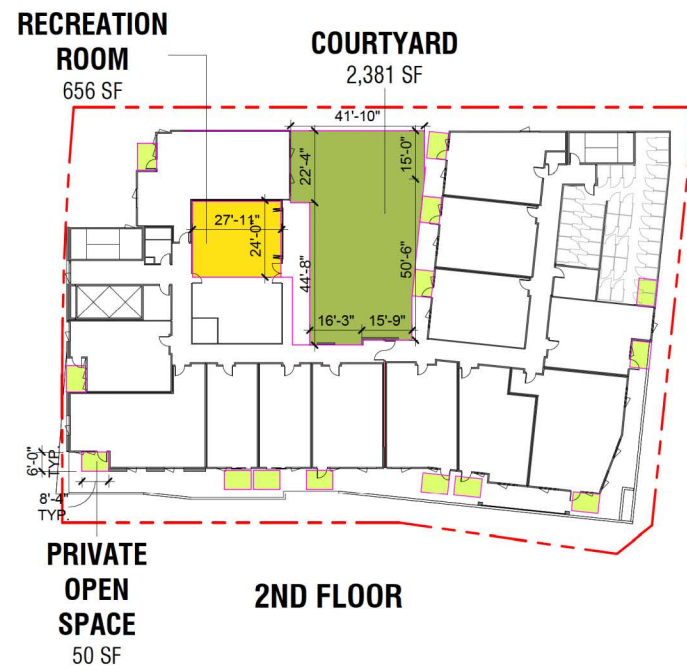 RECREATION
ROOM
656 SF
COURTYARD
2,381 SF
41'-10"
22'-4"
15'-0"
27'-11"
24'-0"
44'-8"
50'-6"
16'-3"
15'-9"
6'-0"
TYP.
8'-4"
TYP.
PRIVATE
OPEN
SPACE
50 SF
2ND FLOOR